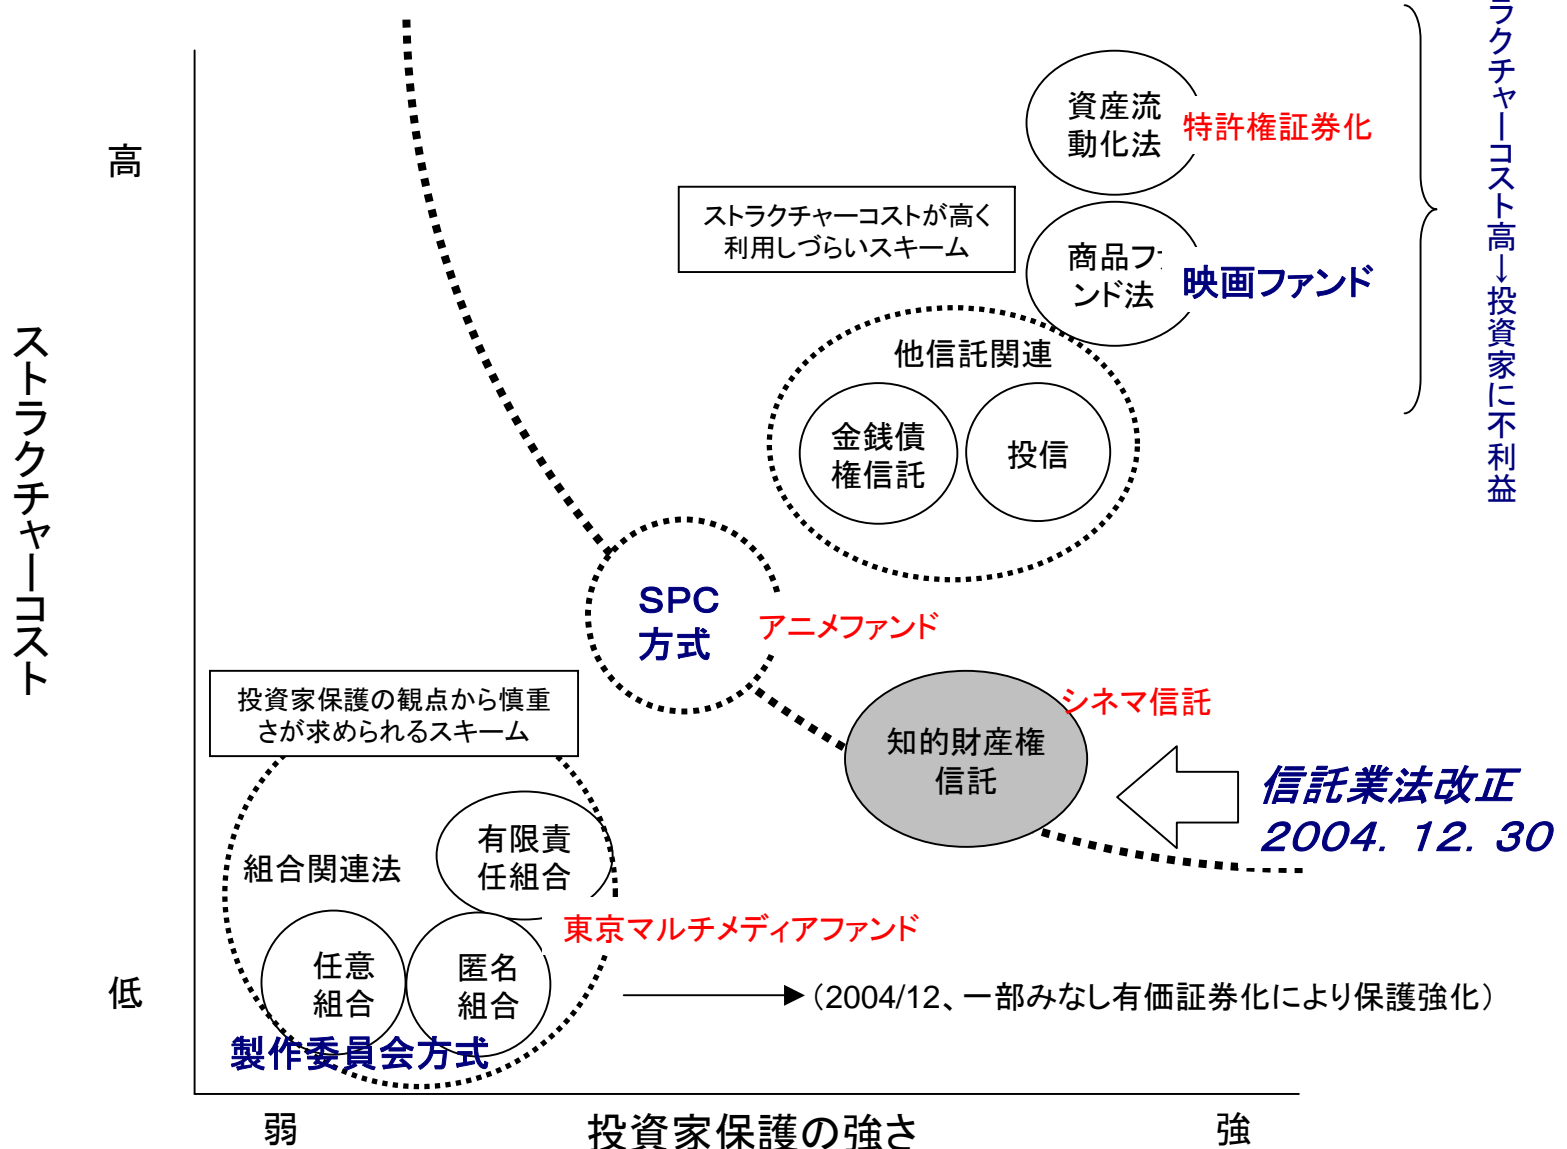 ラクチャーコスト高→投資家に不利益
高
資産流
動化法
特許権証券化
ストラクチャーコストが高く
利用しづらいスキーム
商品フ
ンド法
映画ファンド
他信託関連
金銭債
権信託
投信
ストラクチャーコスト
SPC
方式
アニメファンド
投資家保護の観点から慎重
さが求められるスキーム
シネマ信託
知的財産権
信託
信託業法改正
2004. 12. 30
有限責
任組合
組合関連法
東京マルチメディアファンド
任意
組合
匿名
組合
低
（2004/12、一部みなし有価証券化により保護強化）
製作委員会方式
弱
投資家保護の強さ
強